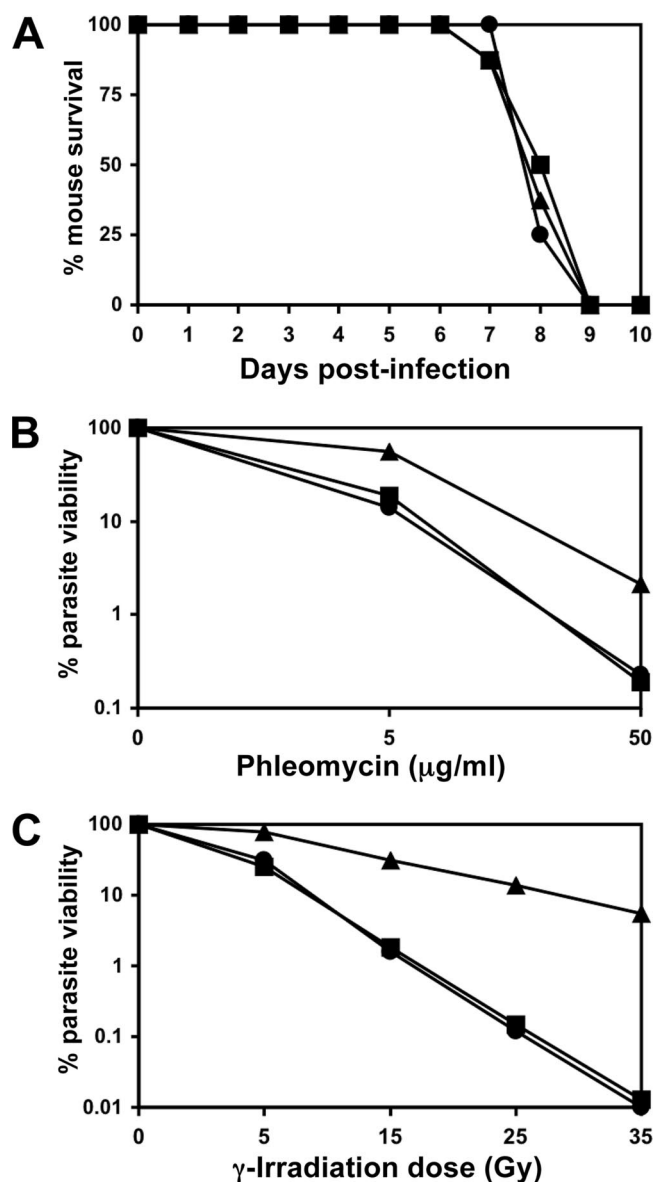 A
100
75
50
25
0
0 1 2 3 4 5 6 7 8 9 10
% mouse survival
Days post-infection
B
100
10
1
0.1
0 5 50
% parasite viability
Phleomycin (μg/ml)
C
100
10
1
0.1
0.01
0 5 15 25 35
% parasite viability
γ-Irradiation dose (Gy)